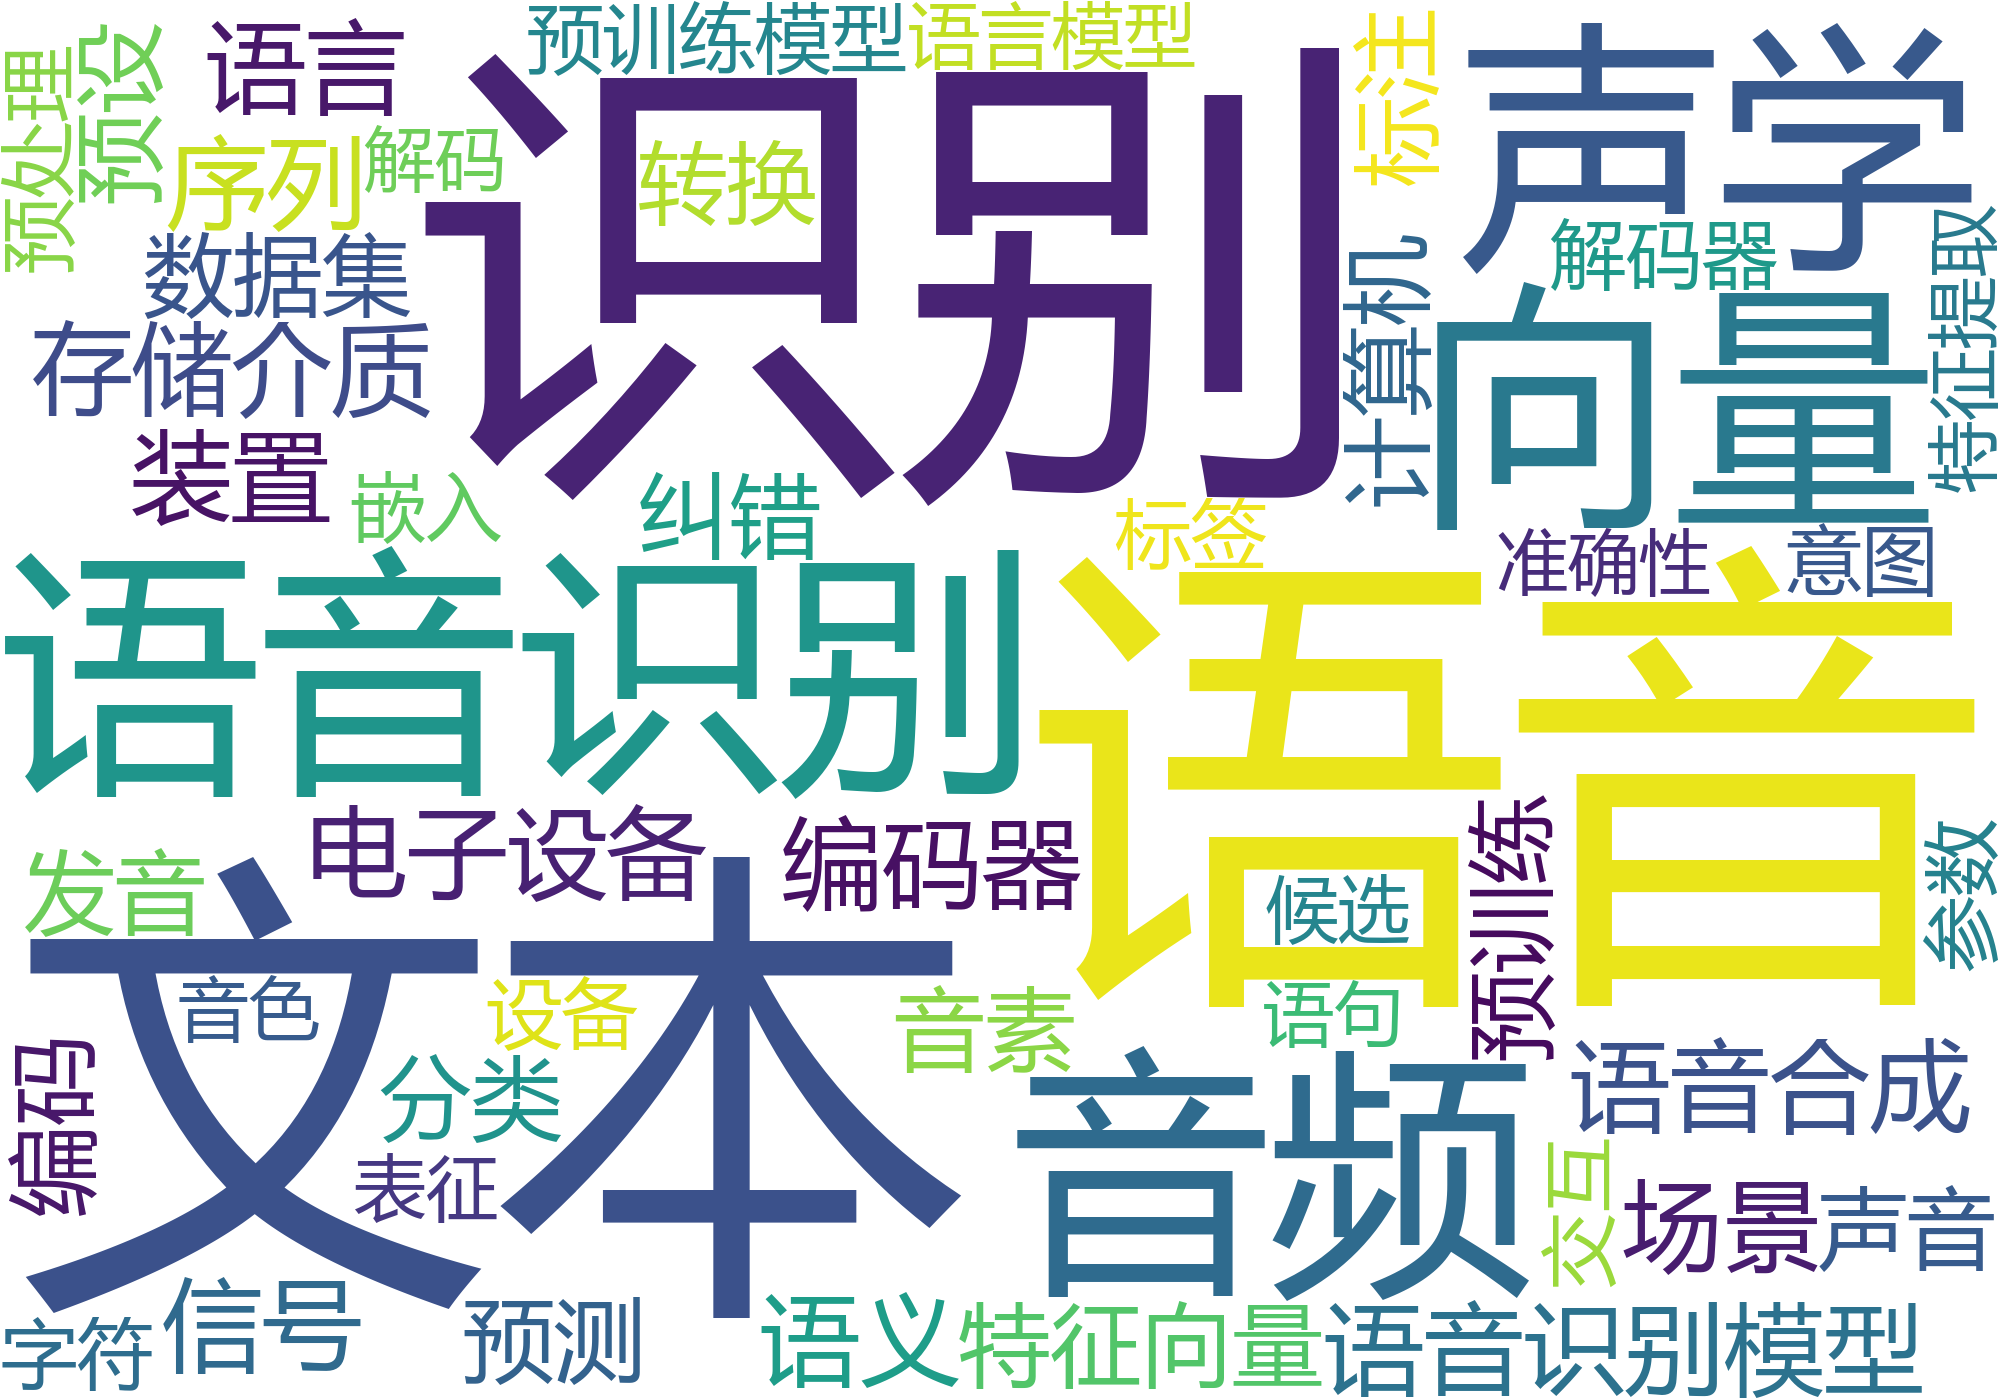 预训练模型
语言模型
语言
识别
声学
标注
预处理
预设
序列
解码
转换
数据集
计算机
解码器
特征提取
存储介质
向量
装置
嵌入
纠错
标签
准确性
意图
语音识别
语音
电子设备
编码器
预训练
参数
发音
文本
候选
音色
设备
音素
语句
编码
分类
音频
语音合成
表征
交互
场景
声音
字符
信号
预测
语义
特征向量
语音识别模型